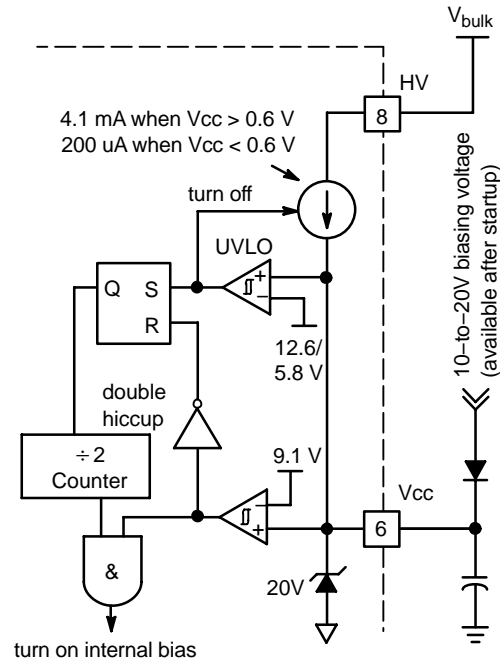 Vbulk
HV
8
4.1 mA when Vcc > 0.6 V
200 uA when Vcc < 0.6 V
turn off
UVLO
Q
S
R
+
−
12.6/
5.8 V
10−to−20V biasing voltage
(available after startup)
double
hiccup
÷ 2
Counter
9.1 V
−
+
Vcc
6
&
20V
turn on internal bias